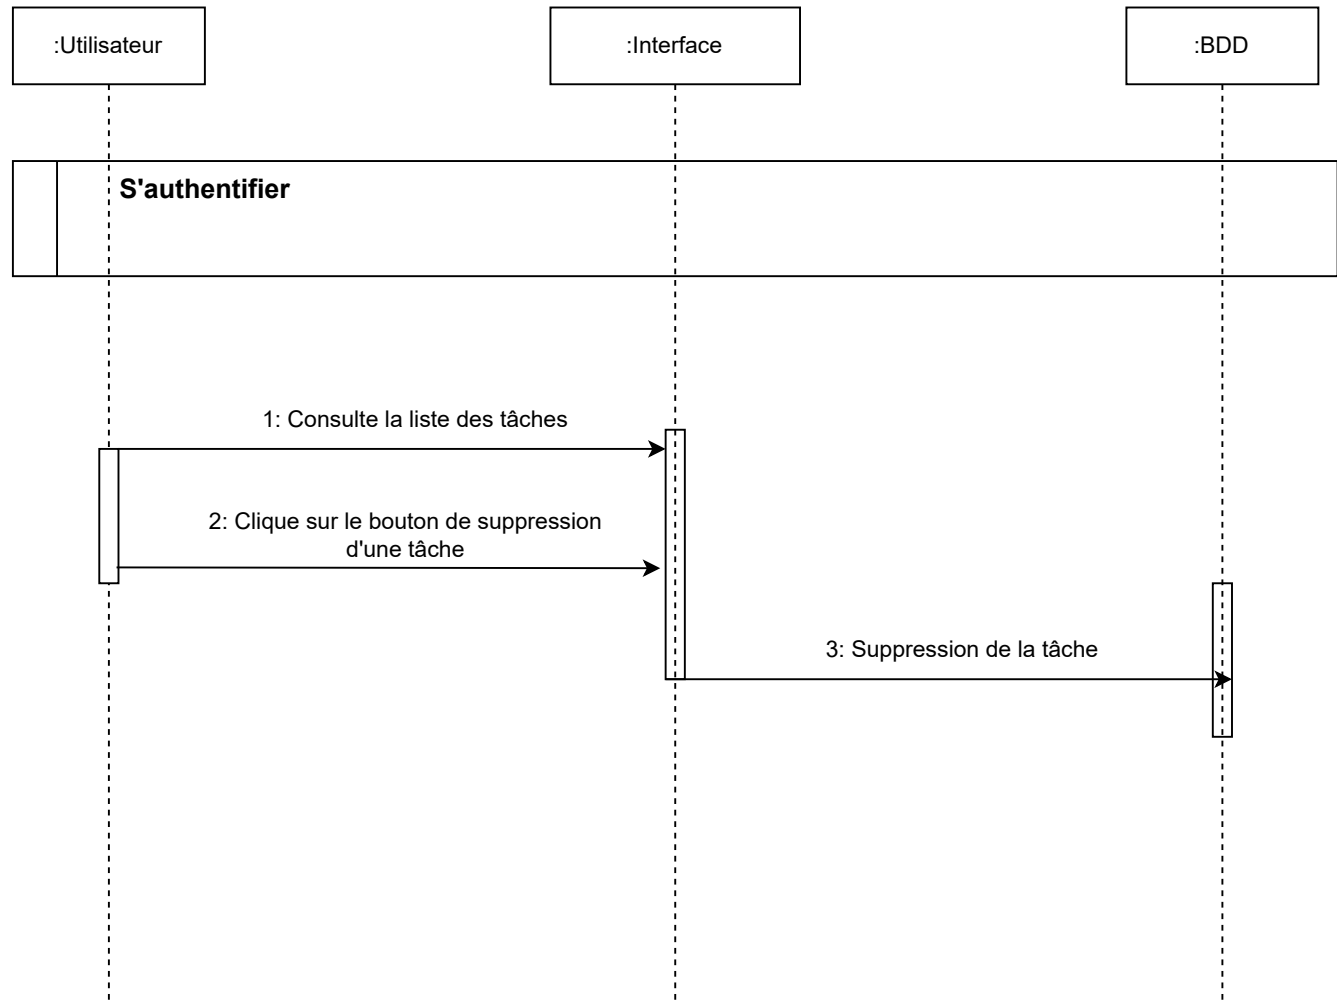 :Utilisateur
:Interface
:BDD
S'authentifier
1: Consulte la liste des tâches
2: Clique sur le bouton de suppression
d'une tâche
3: Suppression de la tâche